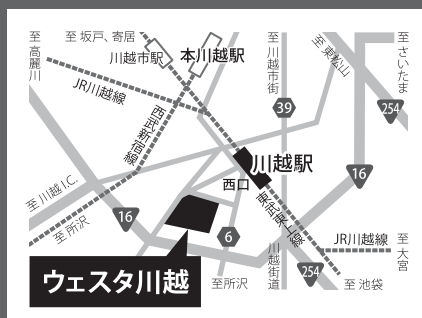 至高麗川
至 坂戸、寄居
川越市駅
本川越駅
至川越市街
至東松山
至さいたま
JR川越線
西武新宿線
39
254
川越駅
西口
16
至川越I.C.
至所沢
16
東武東上線
6
川越街道
JR川越線
至大宮
254
ウェスタ川越
至所沢
至 池袋